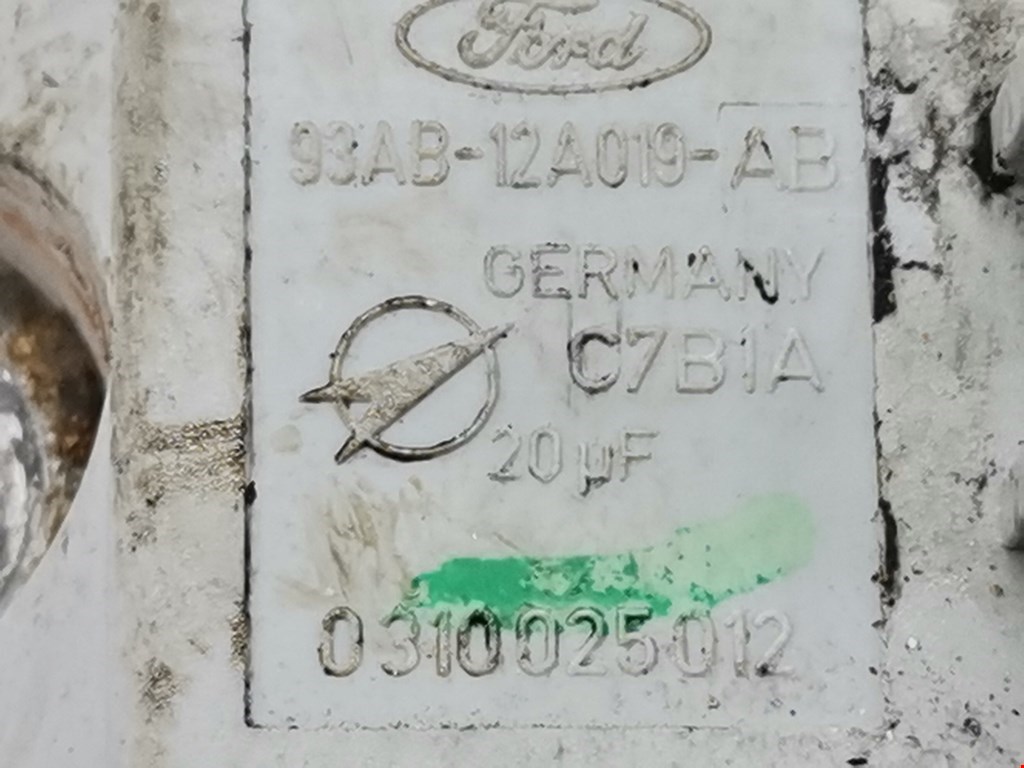 Ford
93AB-12A019-AB
GERMANY
C7B1A
20 µF
0310025012